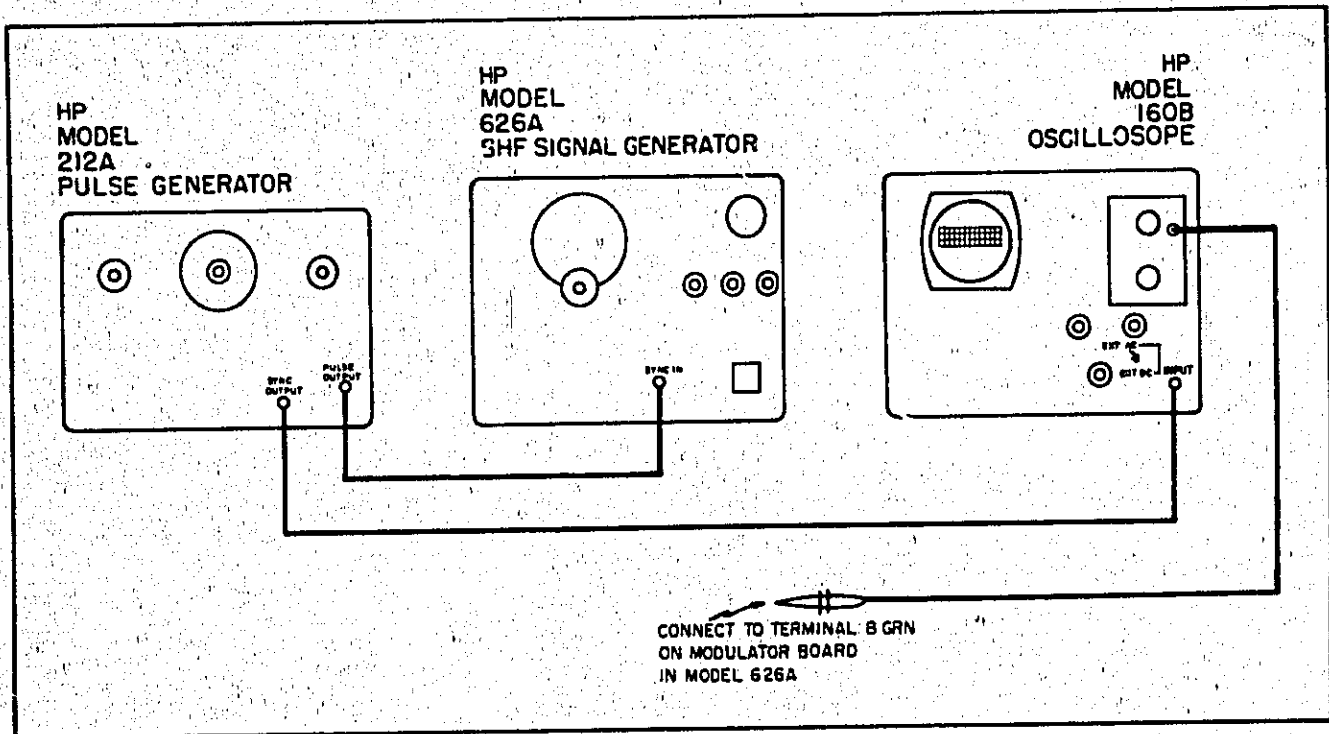 HP
MODEL
212A
PULSE GENERATOR
HP
MODEL
626A
SHF SIGNAL GENERATOR
HP
MODEL
160B
OSCILLOSOPE
SYNC
OUTPUT
PULSE
OUTPUT
SYNC IN
EXT AC
EXT DC
INPUT
CONNECT TO TERMINAL 8 GRN
ON MODULATOR BOARD
IN MODEL 626A